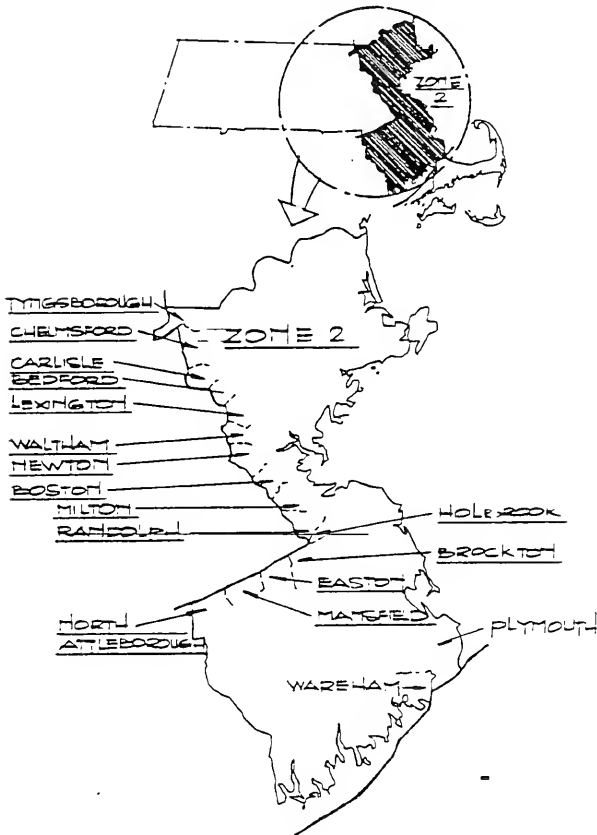 ZONE
2
TYNGSBOROUGH
CHELMSFORD
ZONE 2
CARLISLE
BEDFORD
LEXINGTON
WALTHAM
NEWTON
BOSTON
MILTON
RANDOLPH
HOLBROOK
BROCKTON
EASTON
MANSFIELD
NORTH
ATTLEBOROUGH
PLYMOUTH
WAREHAM